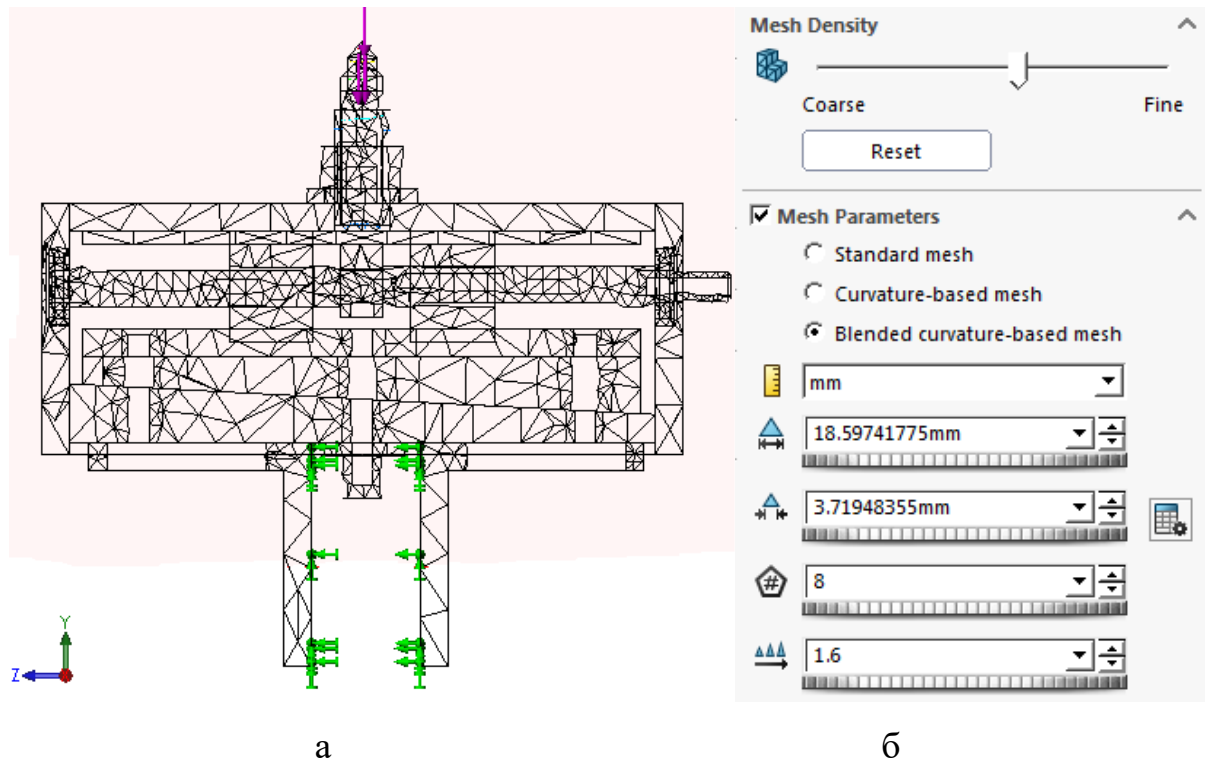 Mesh Density
Coarse
Fine
Reset
Mesh Parameters
Standard mesh
Curvature-based mesh
Blended curvature-based mesh
mm
18.59741775mm
3.71948355mm
#
8
1.6
Y
Z
а
б